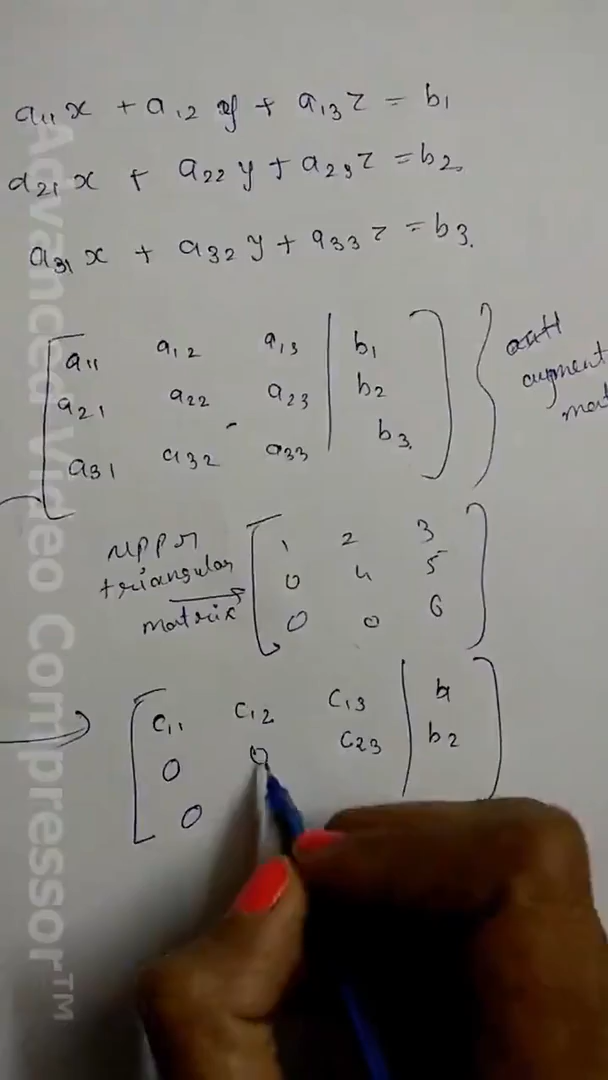 a11x + a12 y + a13 z = b1
a21 x + a22 y + a23 z = b2.
a31 x + a32 y + a33 z = b3.
a11 a12 a13 | b1
a21 a22 a23 | b2
a31 a32 a33 | b3.
augment
upper
triangular
matrix
1 2 3
0 4 5
0 0 6
c11 c12 c13 | b1
0 0 c23 | b2
0
Advanced Video Compressor™